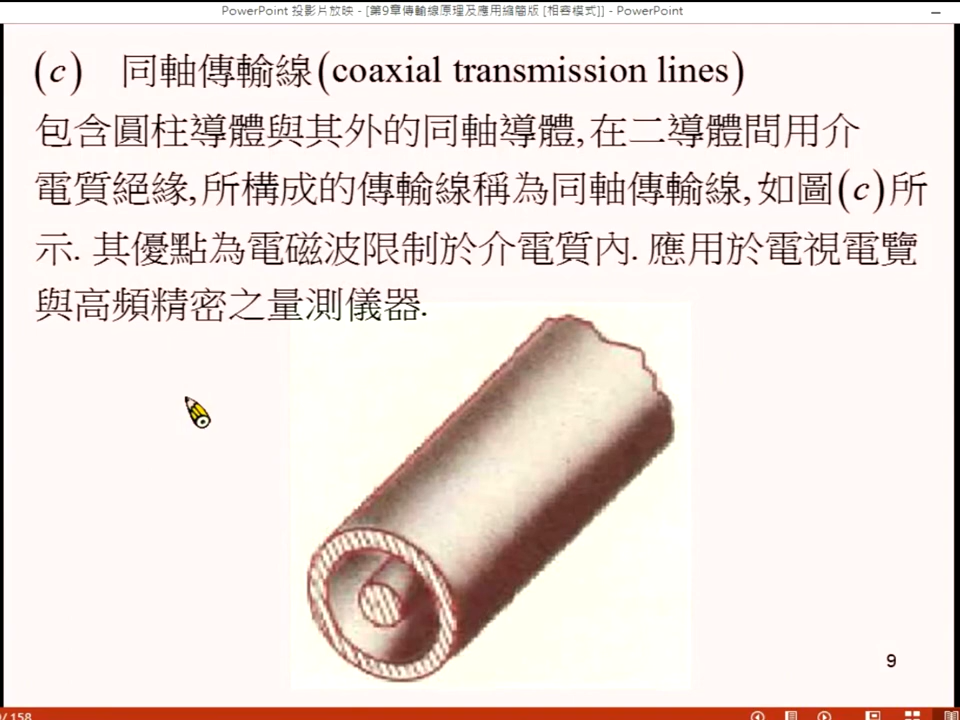 PowerPoint 投影片放映 - [第9章傳輸線原理及應用縮簡版 [相容模式]] - PowerPoint
(c) 同軸傳輸線(coaxial transmission lines)
包含圓柱導體與其外的同軸導體,在二導體間用介
電質絕緣,所構成的傳輸線稱為同軸傳輸線,如圖(c)所
示. 其優點為電磁波限制於介電質內. 應用於電視電覽
與高頻精密之量測儀器.
9
/ 158